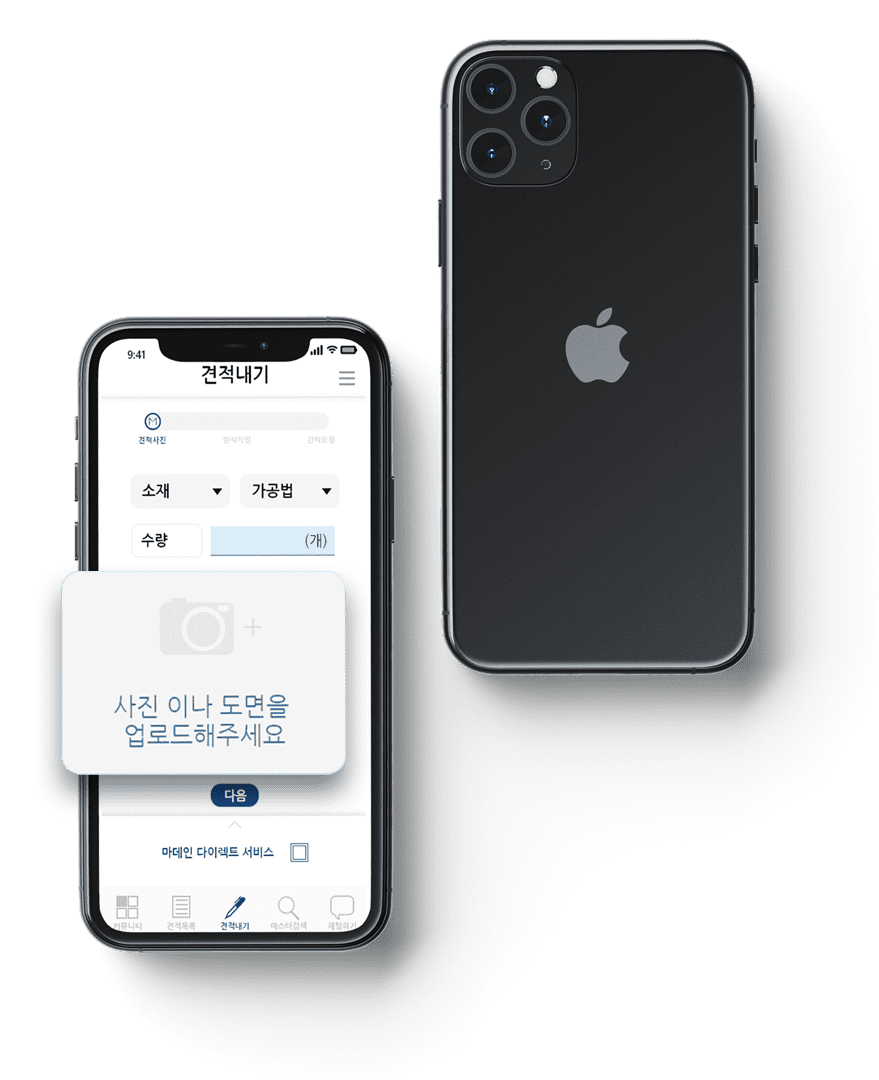 9:41
견적내기
견적사진 양식작성 견적요청
소재 가공법
수량 (개)
사진 이나 도면을
업로드해주세요
다음
마데인 다이렉트 서비스
커뮤니티 견적목록 견적내기 마스터검색 채팅하기